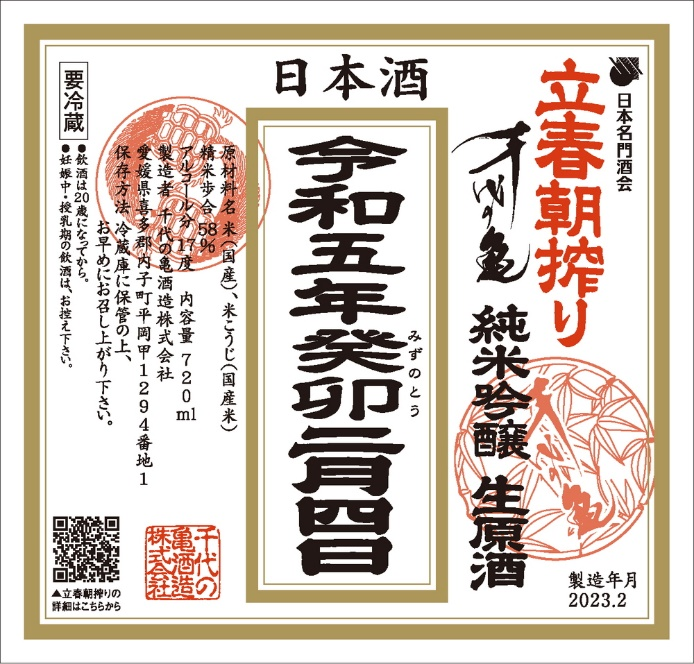 日本酒
日本名門酒会
立春朝搾り
千代の亀
純米吟醸 生原酒
製造年月
2023.2
令和五年癸卯二月四日
みずのとう
原材料名 米(国産)、米こうじ(国産米)
精米歩合 58%
アルコール分 17度 内容量 720ml
製造者 千代の亀酒造株式会社
愛媛県喜多郡内子町平岡甲1294番地1
保存方法 冷蔵庫に保管の上、
お早めにお召し上がり下さい。
要冷蔵
●飲酒は20歳になってから。
●妊娠中・授乳期の飲酒は、お控え下さい。
千代の
亀酒造
株式会社
▲立春朝搾りの
詳細はこちらから